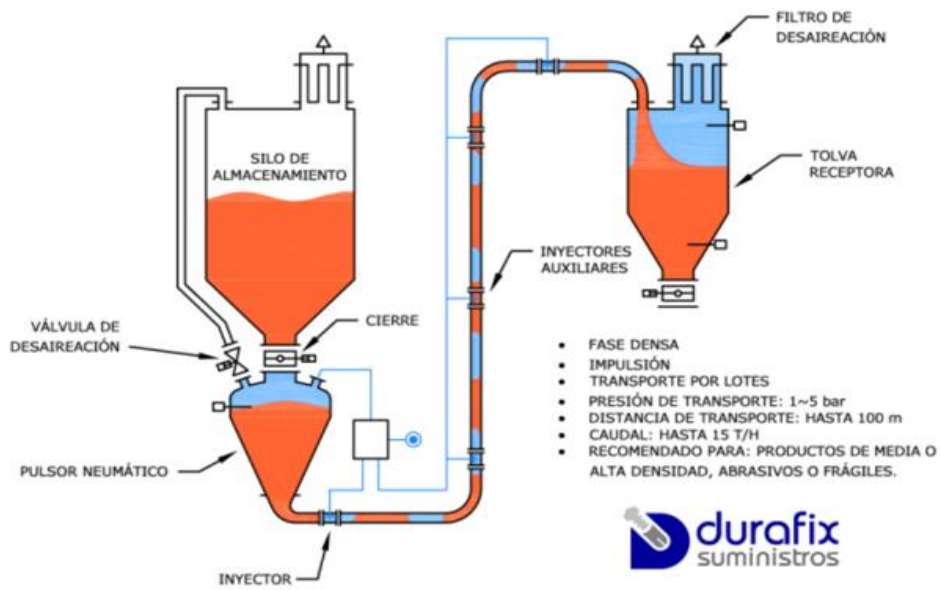 FILTRO DE
DESAIREACIÓN
SILO DE
ALMACENAMIENTO
TOLVA
RECEPTORA
INYECTORES
AUXILIARES
CIERRE
VÁLVULA DE
DESAIREACIÓN
PULSOR NEUMÁTICO
INYECTOR
• FASE DENSA
• IMPULSIÓN
• TRANSPORTE POR LOTES
• PRESIÓN DE TRANSPORTE: 1~5 bar
• DISTANCIA DE TRANSPORTE: HASTA 100 m
• CAUDAL: HASTA 15 T/H
• RECOMENDADO PARA: PRODUCTOS DE MEDIA O
ALTA DENSIDAD, ABRASIVOS O FRÁGILES.
durafix
suministros